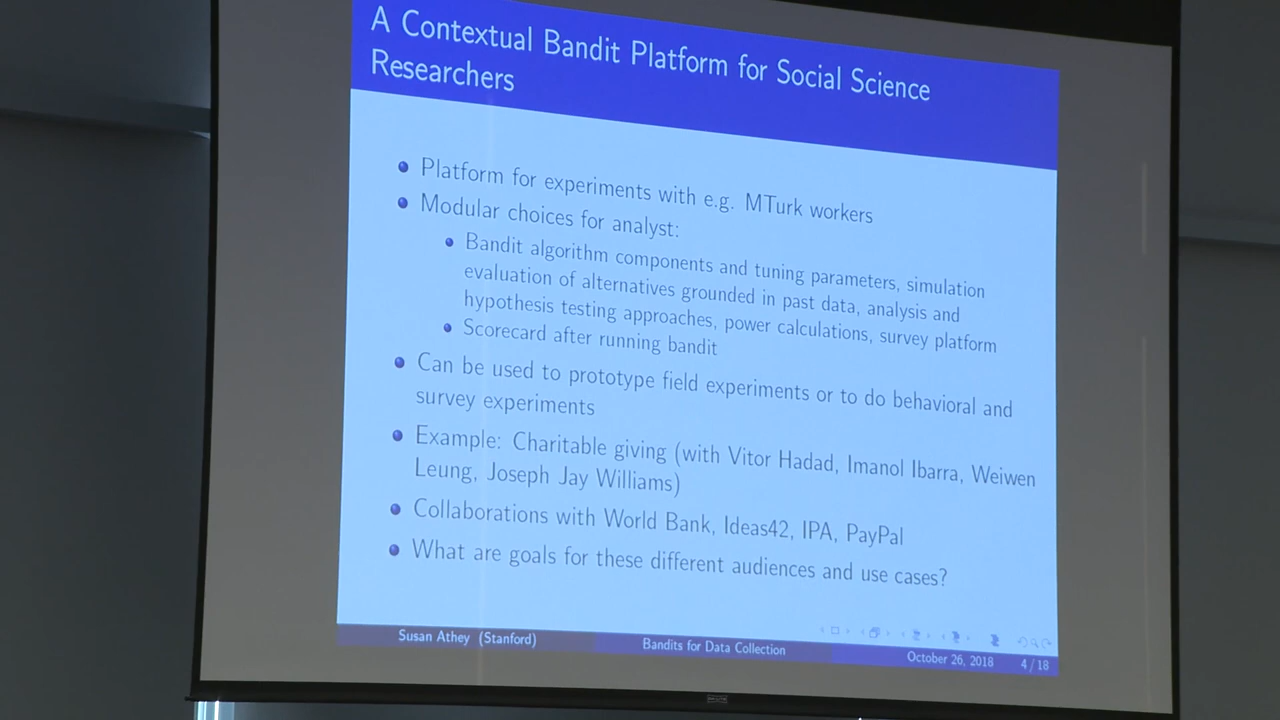 A Contextual Bandit Platform for Social Science
Researchers
Platform for experiments with e.g. MTurk workers
Modular choices for analyst:
Bandit algorithm components and tuning parameters, simulation
evaluation of alternatives grounded in past data, analysis and
hypothesis testing approaches, power calculations, survey platform
Scorecard after running bandit
Can be used to prototype field experiments or to do behavioral and
survey experiments
Example: Charitable giving (with Vitor Hadad, Imanol Ibarra, Weiwen
Leung, Joseph Jay Williams)
Collaborations with World Bank, Ideas42, IPA, PayPal
What are goals for these different audiences and use cases?
Susan Athey (Stanford) Bandits for Data Collection October 26, 2018 4 / 18